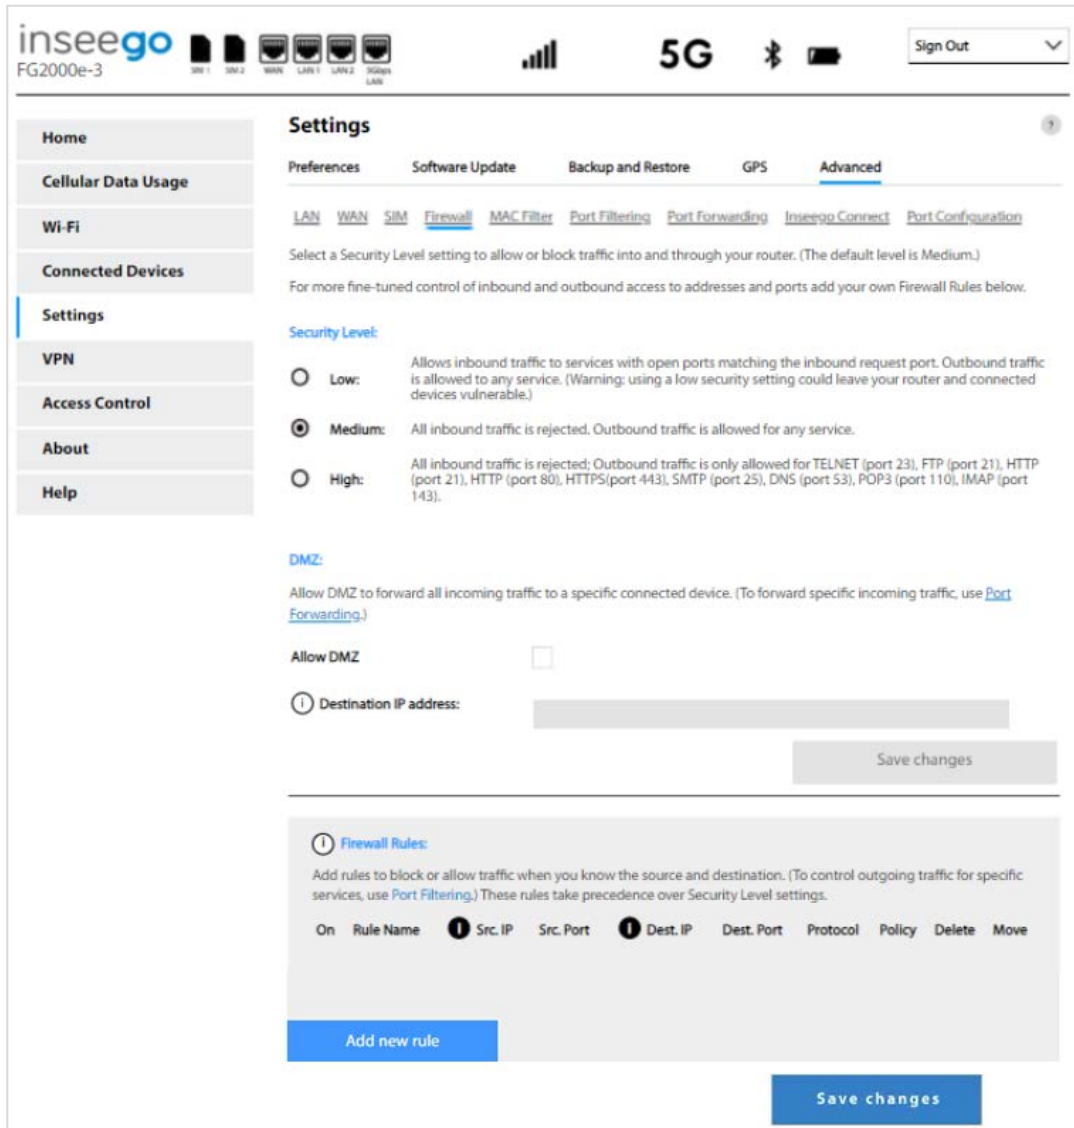 inseego
FG2000e-3
SIM 1 SIM 2 WAN LAN 1 LAN 2 5Gbps LAN
5G
Sign Out
Home
Cellular Data Usage
Wi-Fi
Connected Devices
Settings
VPN
Access Control
About
Help
Settings
?
Preferences Software Update Backup and Restore GPS Advanced
LAN WAN SIM Firewall MAC Filter Port Filtering Port Forwarding Inseego Connect Port Configuration
Select a Security Level setting to allow or block traffic into and through your router. (The default level is Medium.)
For more fine-tuned control of inbound and outbound access to addresses and ports add your own Firewall Rules below.
Security Level:
Low:
Allows inbound traffic to services with open ports matching the inbound request port. Outbound traffic
is allowed to any service. (Warning: using a low security setting could leave your router and connected
devices vulnerable.)
Medium: All inbound traffic is rejected. Outbound traffic is allowed for any service.
High:
All inbound traffic is rejected; Outbound traffic is only allowed for TELNET (port 23), FTP (port 21), HTTP
(port 21), HTTP (port 80), HTTPS(port 443), SMTP (port 25), DNS (port 53), POP3 (port 110), IMAP (port
143).
DMZ:
Allow DMZ to forward all incoming traffic to a specific connected device. (To forward specific incoming traffic, use Port
Forwarding.)
Allow DMZ
i Destination IP address:
Save changes
i Firewall Rules:
Add rules to block or allow traffic when you know the source and destination. (To control outgoing traffic for specific
services, use Port Filtering.) These rules take precedence over Security Level settings.
On Rule Name I Src. IP Src. Port I Dest. IP Dest. Port Protocol Policy Delete Move
Add new rule
Save changes